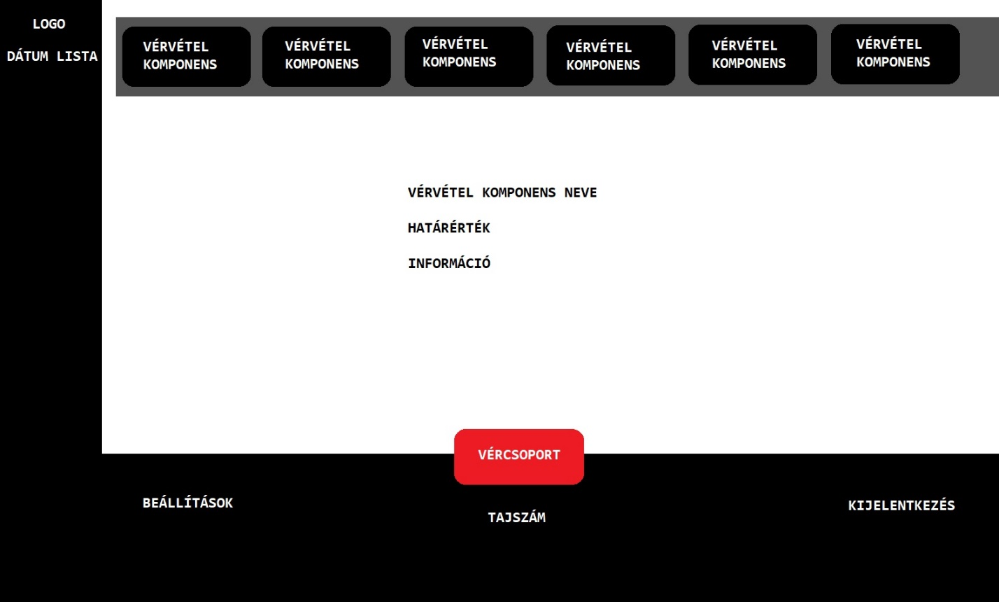 LOGO
DÁTUM LISTA
VÉRVÉTEL
KOMPONENS
VÉRVÉTEL
KOMPONENS
VÉRVÉTEL
KOMPONENS
VÉRVÉTEL
KOMPONENS
VÉRVÉTEL
KOMPONENS
VÉRVÉTEL
KOMPONENS
VÉRVÉTEL KOMPONENS NEVE
HATÁRÉRTÉK
INFORMÁCIÓ
VÉRCSOPORT
BEÁLLÍTÁSOK
TAJSZÁM
KIJELENTKEZÉS